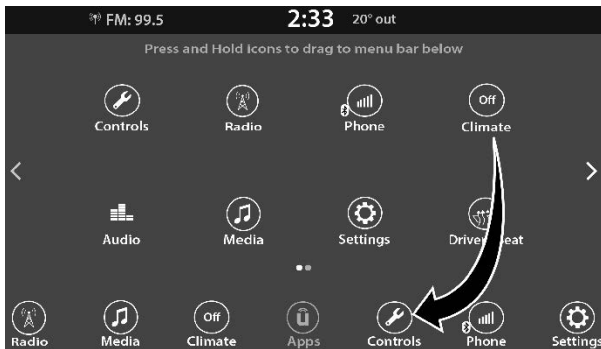 FM: 99.5 2:33 20° out
Press and Hold icons to drag to menu bar below
Controls Radio Phone Climate
Off
Audio Media Settings Driver Seat
Off
ū
Radio Media Climate Apps Controls Phone Settings